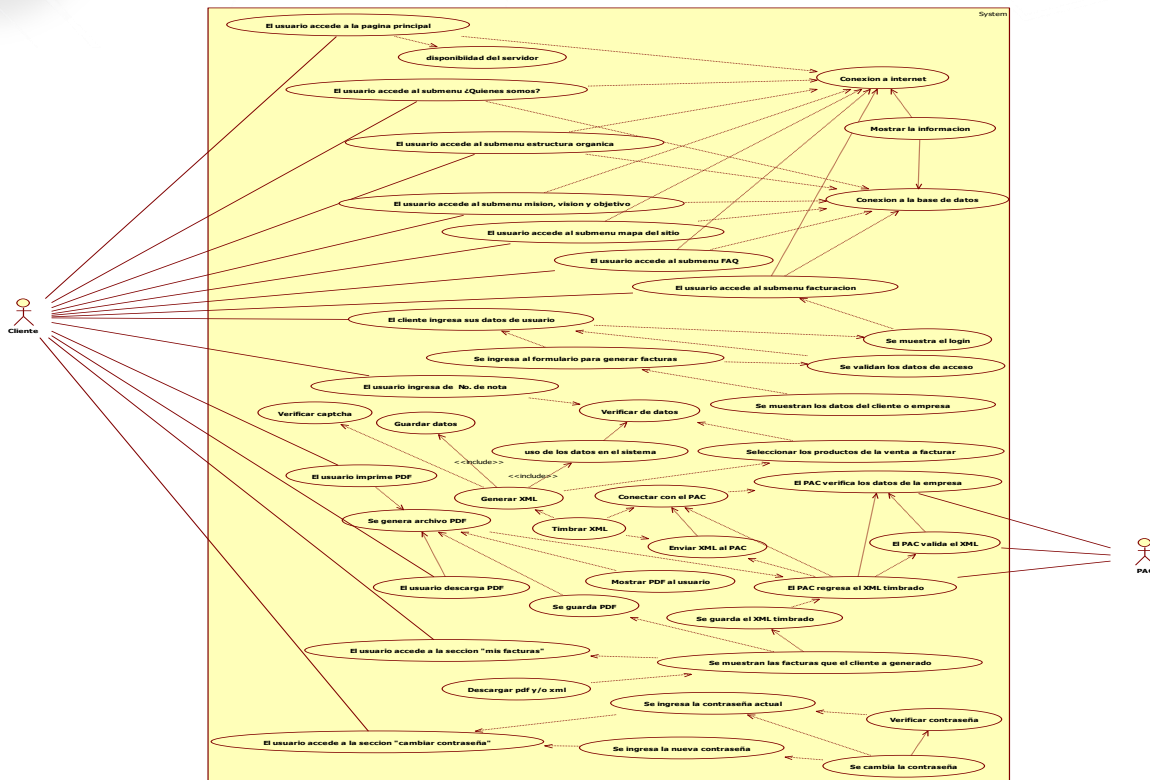 System
El usuario accede a la pagina principal
disponibiidad del servidor
Conexion a internet
El usuario accede al submenu ¿Quienes somos?
Mostrar la informacion
El usuario accede al submenu estructura organica
Conexion a la base de datos
El usuario accede al submenu mision, vision y objetivo
El usuario accede al submenu mapa del sitio
El usuario accede al submenu FAQ
El usuario accede al submenu facturacion
Cliente
El cliente ingresa sus datos de usuario
Se muestra el login
Se ingresa al formulario para generar facturas
Se validan los datos de acceso
El usuario ingresa de No. de nota
Se muestran los datos del cliente o empresa
Verificar captcha
Verificar de datos
Guardar datos
uso de los datos en el sistema
Seleccionar los productos de la venta a facturar
<<include>>
<<include>>
El usuario imprime PDF
El PAC verifica los datos de la empresa
Generar XML
Conectar con el PAC
Se genera archivo PDF
Timbrar XML
Enviar XML al PAC
El PAC valida el XML
PAC
El usuario descarga PDF
Mostrar PDF al usuario
El PAC regresa el XML timbrado
Se guarda PDF
Se guarda el XML timbrado
El usuario accede a la seccion "mis facturas"
Se muestran las facturas que el cliente a generado
Descargar pdf y/o xml
Se ingresa la contraseña actual
Verificar contraseña
El usuario accede a la seccion "cambiar contraseña"
Se ingresa la nueva contraseña
Se cambia la contraseña